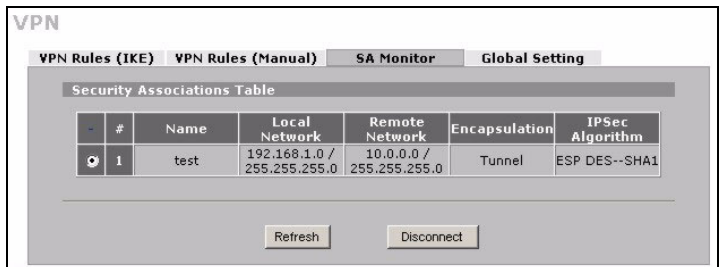 VPN
VPN Rules (IKE) VPN Rules (Manual) SA Monitor Global Setting
Security Associations Table
- # Name Local Network Remote Network Encapsulation IPSec Algorithm
1 test 192.168.1.0 / 255.255.255.0 10.0.0.0 / 255.255.255.0 Tunnel ESP DES--SHA1
Refresh Disconnect